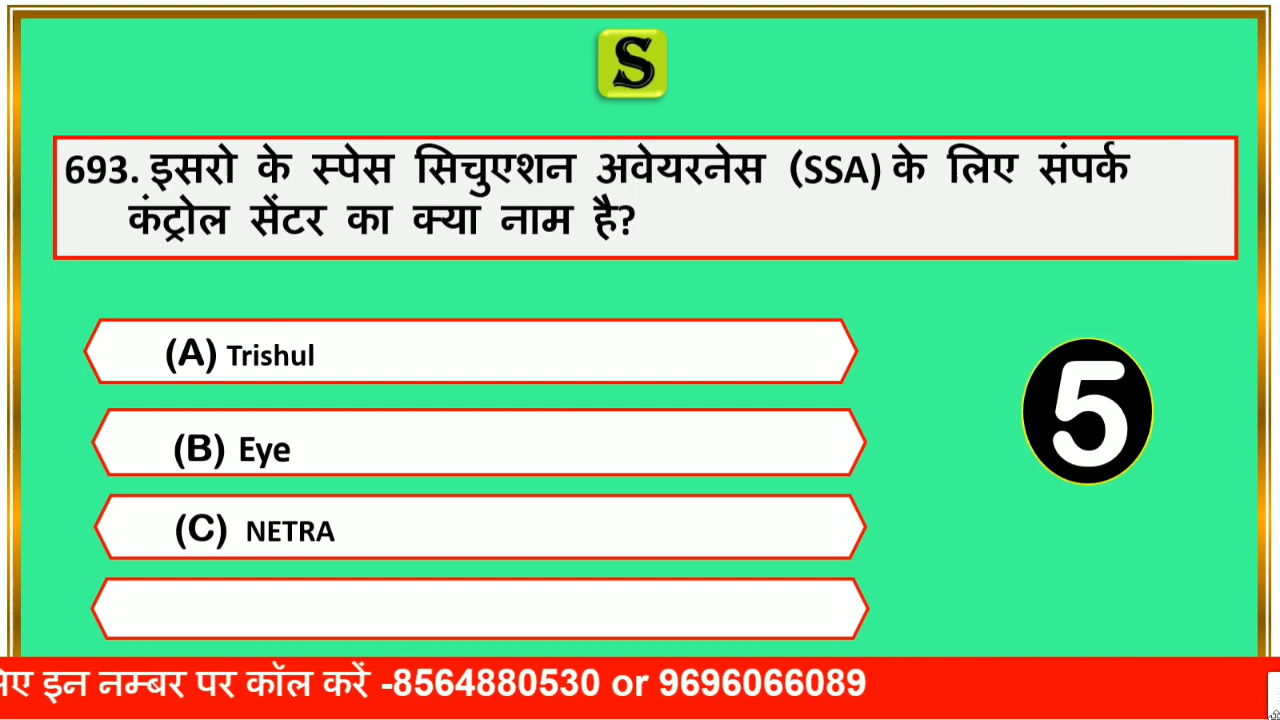 S
693. इसरो के स्पेस सिचुएशन अवेयरनेस (SSA) के लिए संपर्क
कंट्रोल सेंटर का क्या नाम है?
(A) Trishul
(B) Eye
5
(C) NETRA
इन नम्बर पर कॉल करें -8564880530 or 9696066089